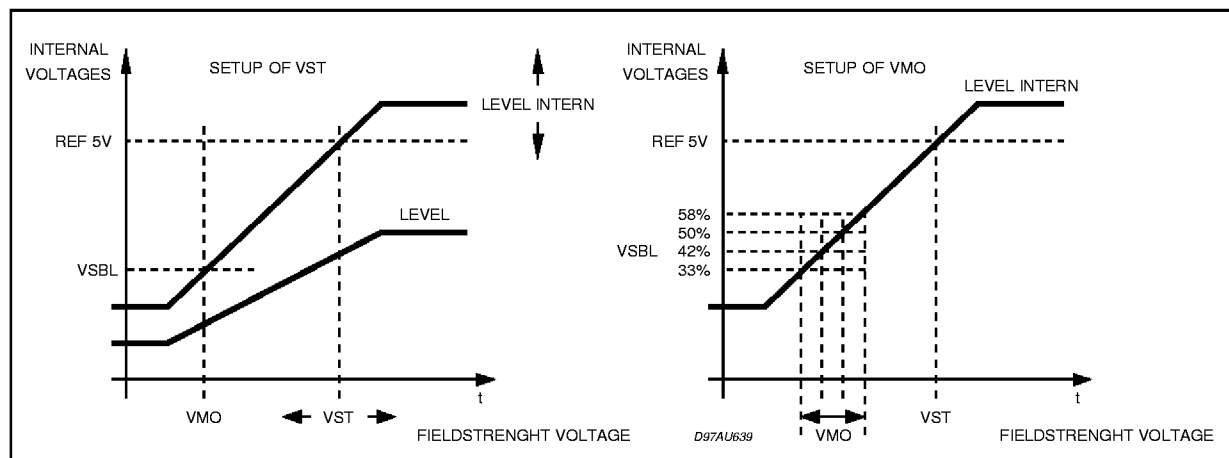 INTERNAL
VOLTAGES
SETUP OF VST
LEVEL INTERN
REF 5V
LEVEL
VSBL
t
VMO
VST
FIELDSTRENGHT VOLTAGE
INTERNAL
VOLTAGES
SETUP OF VMO
LEVEL INTERN
REF 5V
58%
50%
VSBL 42%
33%
t
D97AU639
VMO
VST
FIELDSTRENGHT VOLTAGE